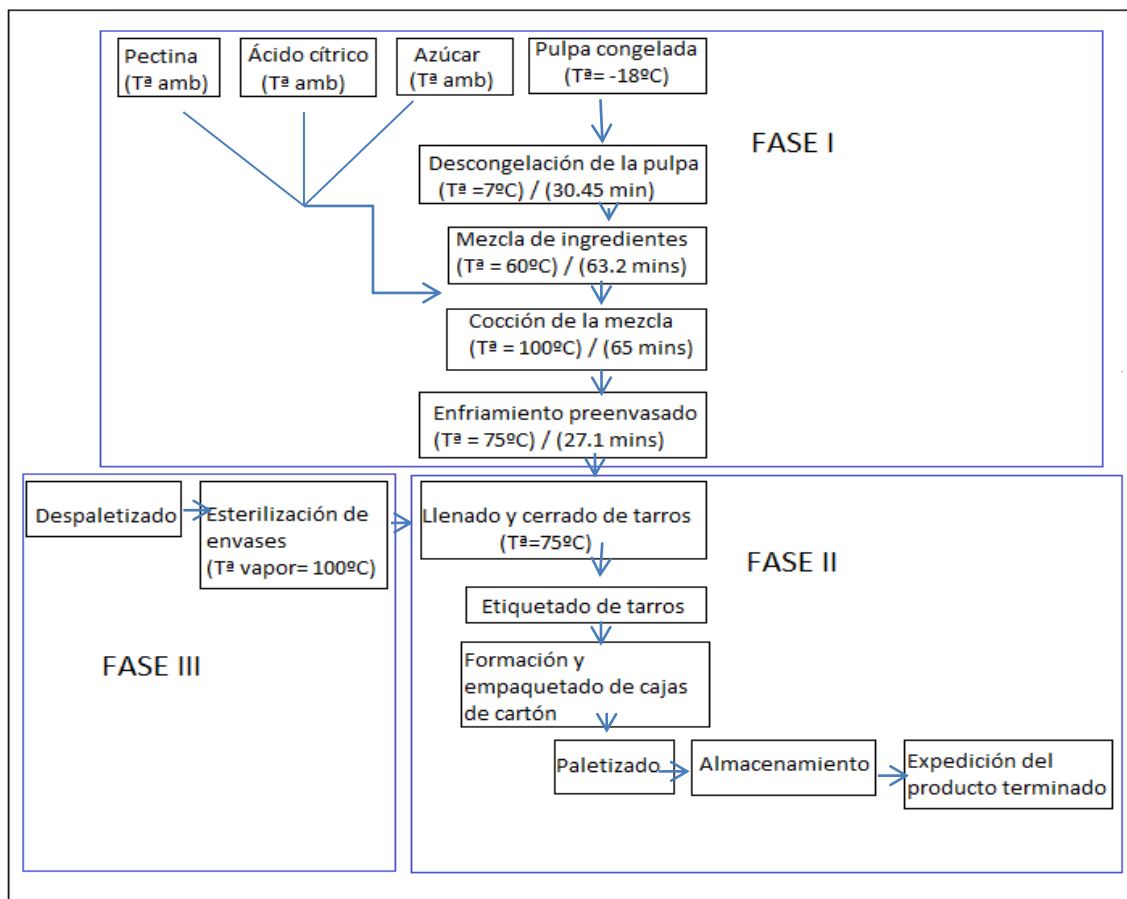 Pectina
(Tª amb)
Ácido cítrico
(Tª amb)
Azúcar
(Tª amb)
Pulpa congelada
(Tª= -18ºC)
FASE I
Descongelación de la pulpa
(Tª =7ºC) / (30.45 min)
Mezcla de ingredientes
(Tª = 60ºC) / (63.2 mins)
Cocción de la mezcla
(Tª = 100ºC) / (65 mins)
Enfriamiento preenvasado
(Tª = 75ºC) / (27.1 mins)
Despaletizado
Esterilización de
envases
(Tª vapor= 100ºC)
FASE III
Llenado y cerrado de tarros
(Tª=75ºC)
FASE II
Etiquetado de tarros
Formación y
empaquetado de cajas
de cartón
Paletizado
Almacenamiento
Expedición del
producto terminado